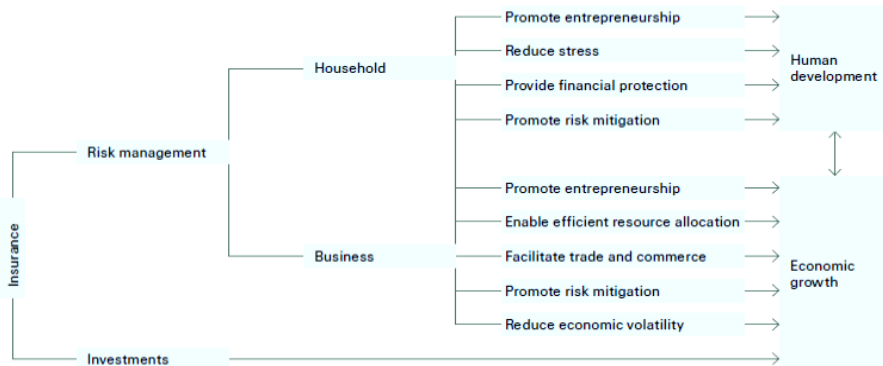 Promote entrepreneurship
Reduce stress
Household
Provide financial protection
Promote risk mitigation
Human
development
Risk management
Insurance
Promote entrepreneurship
Enable efficient resource allocation
Business
Facilitate trade and commerce
Promote risk mitigation
Reduce economic volatility
Economic
growth
Investments